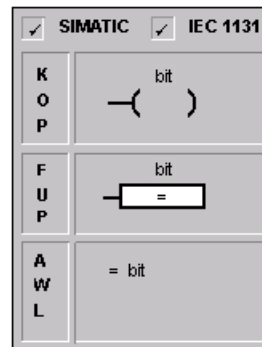 ✓ SIMATIC ✓ IEC 1131
K
O
P
bit
( )
F
U
P
bit
=
A
W
L
= bit